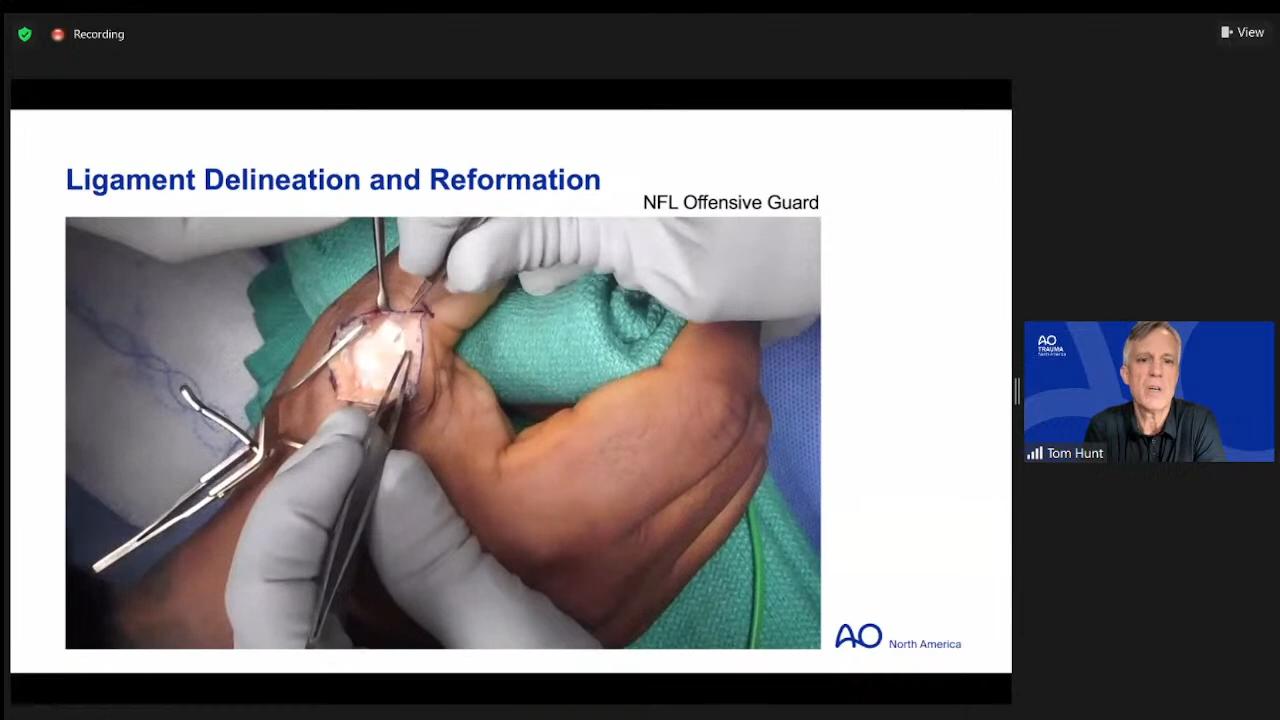 Recording
View
Ligament Delineation and Reformation
NFL Offensive Guard
AO
North America
AO
TRAUMA
North America
Tom Hunt